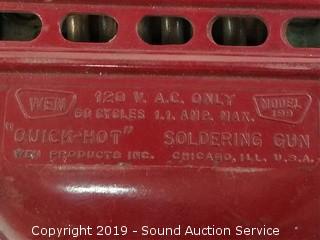 WEN 120 V. A.C. ONLY MODEL 199
60 CYCLES 1.1 AMP. MAX.
"QUICK-HOT" SOLDERING GUN
WEN PRODUCTS INC. CHICAGO, ILL. U.S.A.
Copyright 2019 - Sound Auction Service